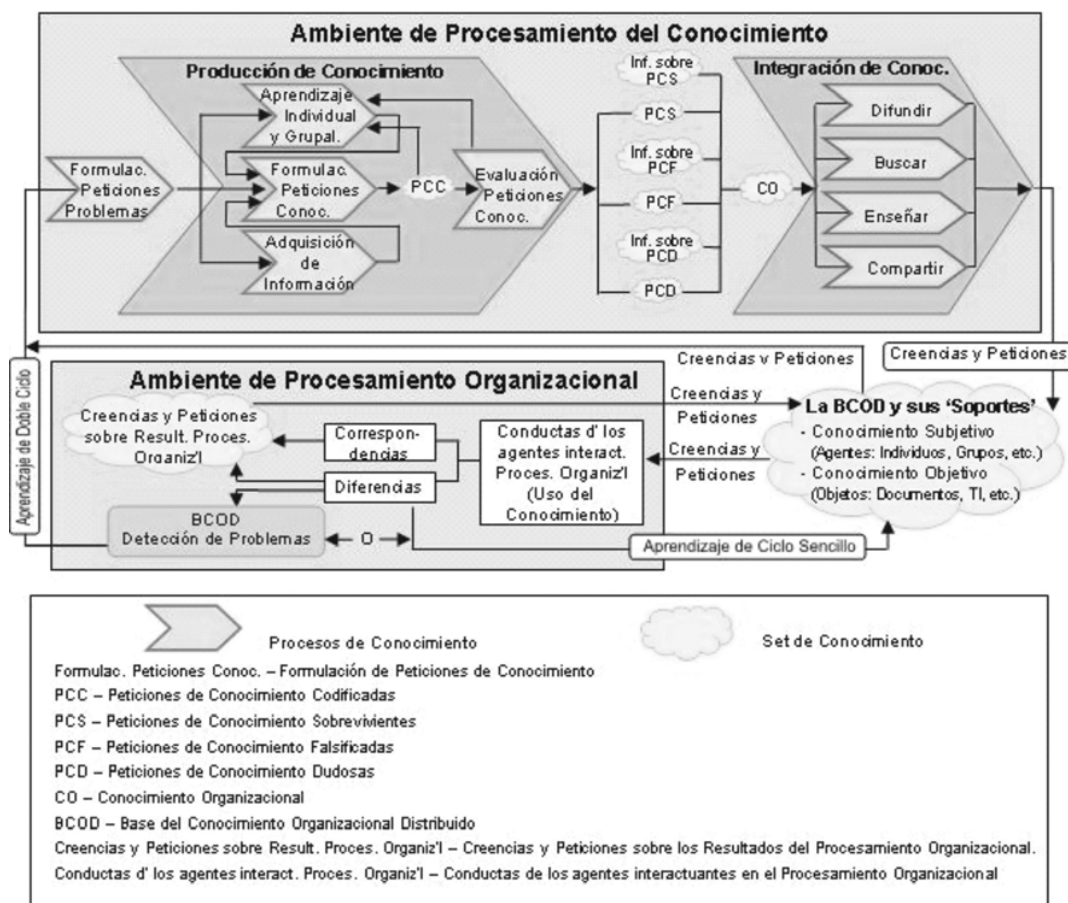 Ambiente de Procesamiento del Conocimiento
Producción de Conocimiento
Formulac.
Peticiones
Problemas
Aprendizaje
Individual
y Grupal.
Formulac.
Peticiones
Conoc.
Adquisición
de
Información
PCC
Evaluación
Peticiones
Conoc.
Inf. sobre
PCS
PCS
Inf. sobre
PCF
PCF
Inf. sobre
PCD
PCD
CO
Integración de Conoc.
Difundir
Buscar
Enseñar
Compartir
Aprendizaje de Doble Ciclo
Creencias y Peticiones
Creencias y Peticiones
Ambiente de Procesamiento Organizacional
Creencias y Peticiones
sobre Result. Proces.
Organiz'l
Correspon-
dencias
Diferencias
BCOD
Detección de Problemas
O
Conductas d' los
agentes interact.
Proces. Organiz'l
(Uso del
Conocimiento)
Creencias y
Peticiones
Creencias y
Peticiones
La BCOD y sus 'Soportes'
- Conocimiento Subjetivo
(Agentes: Individuos, Grupos, etc.)
- Conocimiento Objetivo
(Objetos: Documentos, TI, etc.)
Aprendizaje de Ciclo Sencillo
Procesos de Conocimiento
Set de Conocimiento
Formulac. Peticiones Conoc. – Formulación de Peticiones de Conocimiento
PCC – Peticiones de Conocimiento Codificadas
PCS – Peticiones de Conocimiento Sobrevivientes
PCF – Peticiones de Conocimiento Falsificadas
PCD – Peticiones de Conocimiento Dudosas
CO – Conocimiento Organizacional
BCOD – Base del Conocimiento Organizacional Distribuido
Creencias y Peticiones sobre Result. Proces. Organiz'l – Creencias y Peticiones sobre los Resultados del Procesamiento Organizacional.
Conductas d' los agentes interact. Proces. Organiz'l – Conductas de los agentes interactuantes en el Procesamiento Organizacional